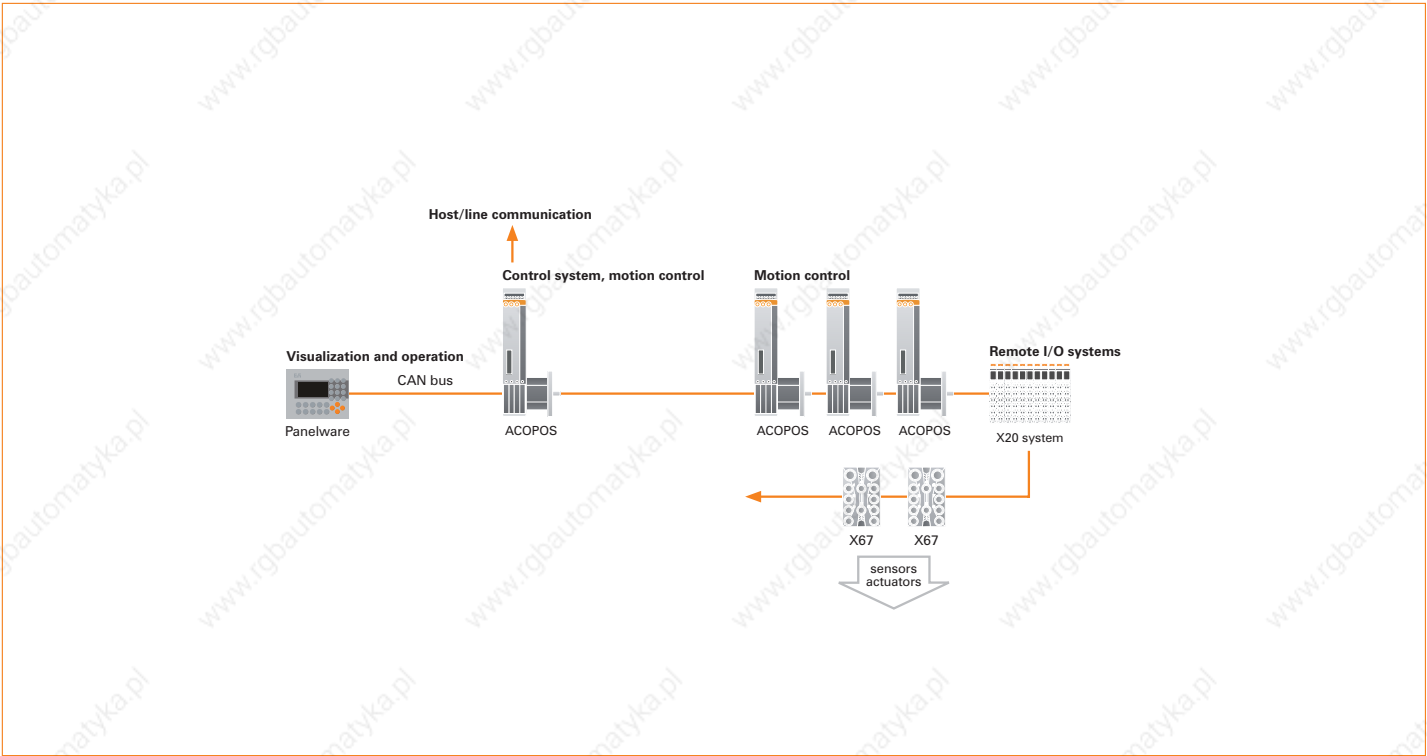 Host/line communication
Control system, motion control
Motion control
Visualization and operation
CAN bus
Remote I/O systems
Panelware
ACOPOS
ACOPOS
ACOPOS
ACOPOS
X20 system
X67
X67
sensors
actuators
www.rgbautomatyka.pl